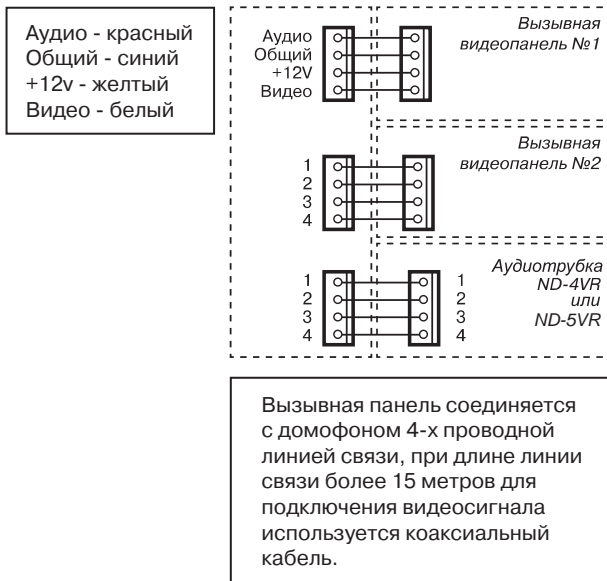 Аудио - красный
Общий - синий
+12v - желтый
Видео - белый
Аудио
Общий
+12V
Видео
Вызывная
видеопанель №1
1
2
3
4
Вызывная
видеопанель №2
1
2
3
4
1
2
3
4
Аудиотрубка
ND-4VR
или
ND-5VR
Вызывная панель соединяется
с домофоном 4-х проводной
линией связи, при длине линии
связи более 15 метров для
подключения видеосигнала
используется коаксиальный
кабель.